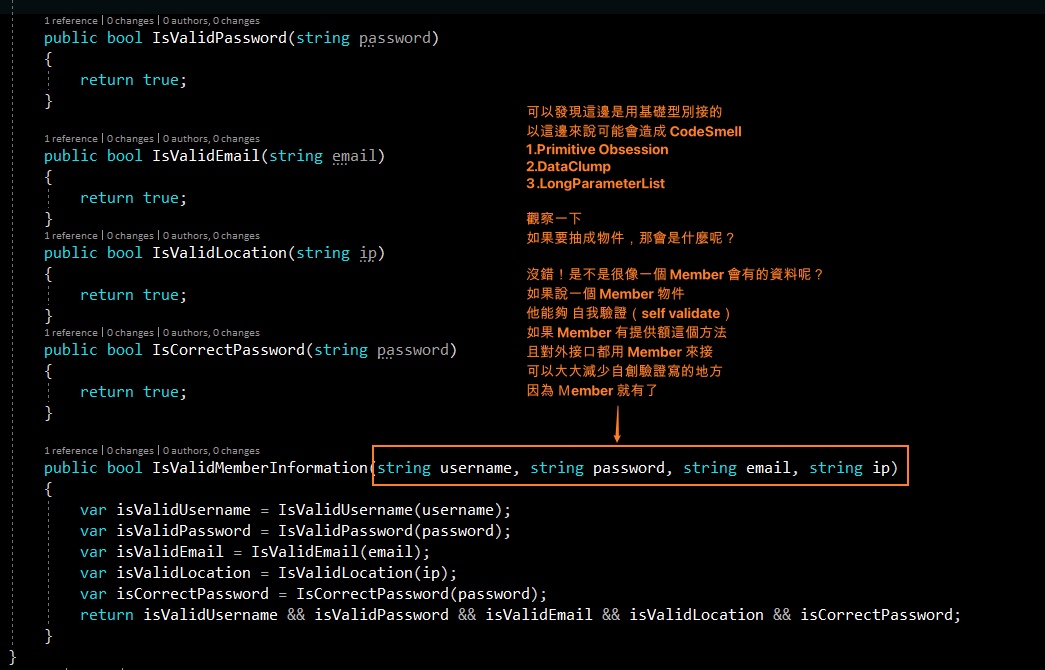 1 reference | 0 changes | 0 authors, 0 changes
public bool IsValidPassword(string password)
{
return true;
}
1 reference | 0 changes | 0 authors, 0 changes
public bool IsValidEmail(string email)
{
return true;
}
1 reference | 0 changes | 0 authors, 0 changes
public bool IsValidLocation(string ip)
{
return true;
}
1 reference | 0 changes | 0 authors, 0 changes
public bool IsCorrectPassword(string password)
{
return true;
}
可以發現這邊是用基礎型別接的
以這邊來說可能會造成 CodeSmell
1.Primitive Obsession
2.DataClump
3.LongParameterList
觀察一下
如果要抽成物件，那會是什麼呢？
沒錯！是不是很像一個 Member 會有的資料呢？
如果說一個 Member 物件
他能夠 自我驗證（self validate）
如果 Member 有提供額這個方法
且對外接口都用 Member 來接
可以大大減少自創驗證寫的地方
因為 Member 就有了
1 reference | 0 changes | 0 authors, 0 changes
public bool IsValidMemberInformation(string username, string password, string email, string ip)
{
var isValidUsername = IsValidUsername(username);
var isValidPassword = IsValidPassword(password);
var isValidEmail = IsValidEmail(email);
var isValidLocation = IsValidLocation(ip);
var isCorrectPassword = IsCorrectPassword(password);
return isValidUsername && isValidPassword && isValidEmail && isValidLocation && isCorrectPassword;
}
}